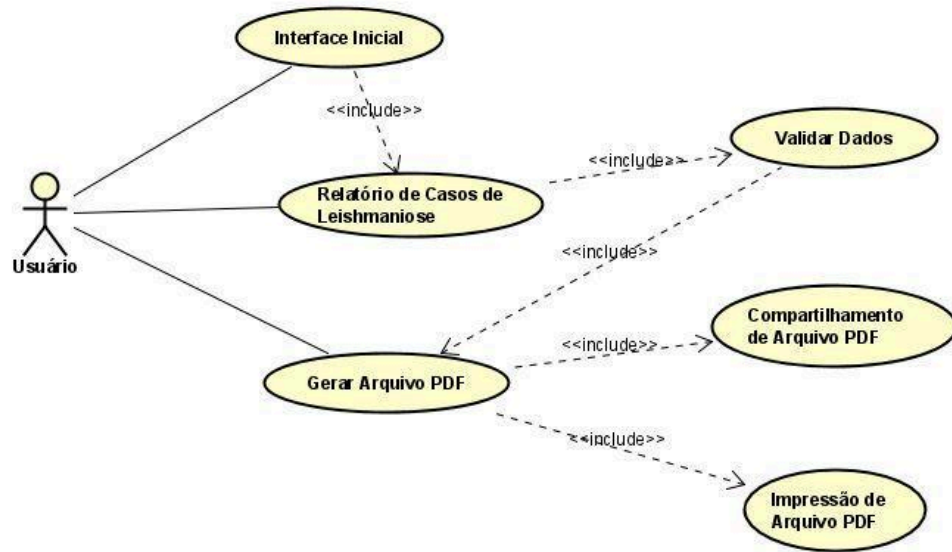 Interface Inicial
<<include>>
Validar Dados
<<include>>
Relatório de Casos de
Leishmaniose
Usuário
<<include>>
Compartilhamento
de Arquivo PDF
<<include>>
Gerar Arquivo PDF
<<include>>
Impressão de
Arquivo PDF